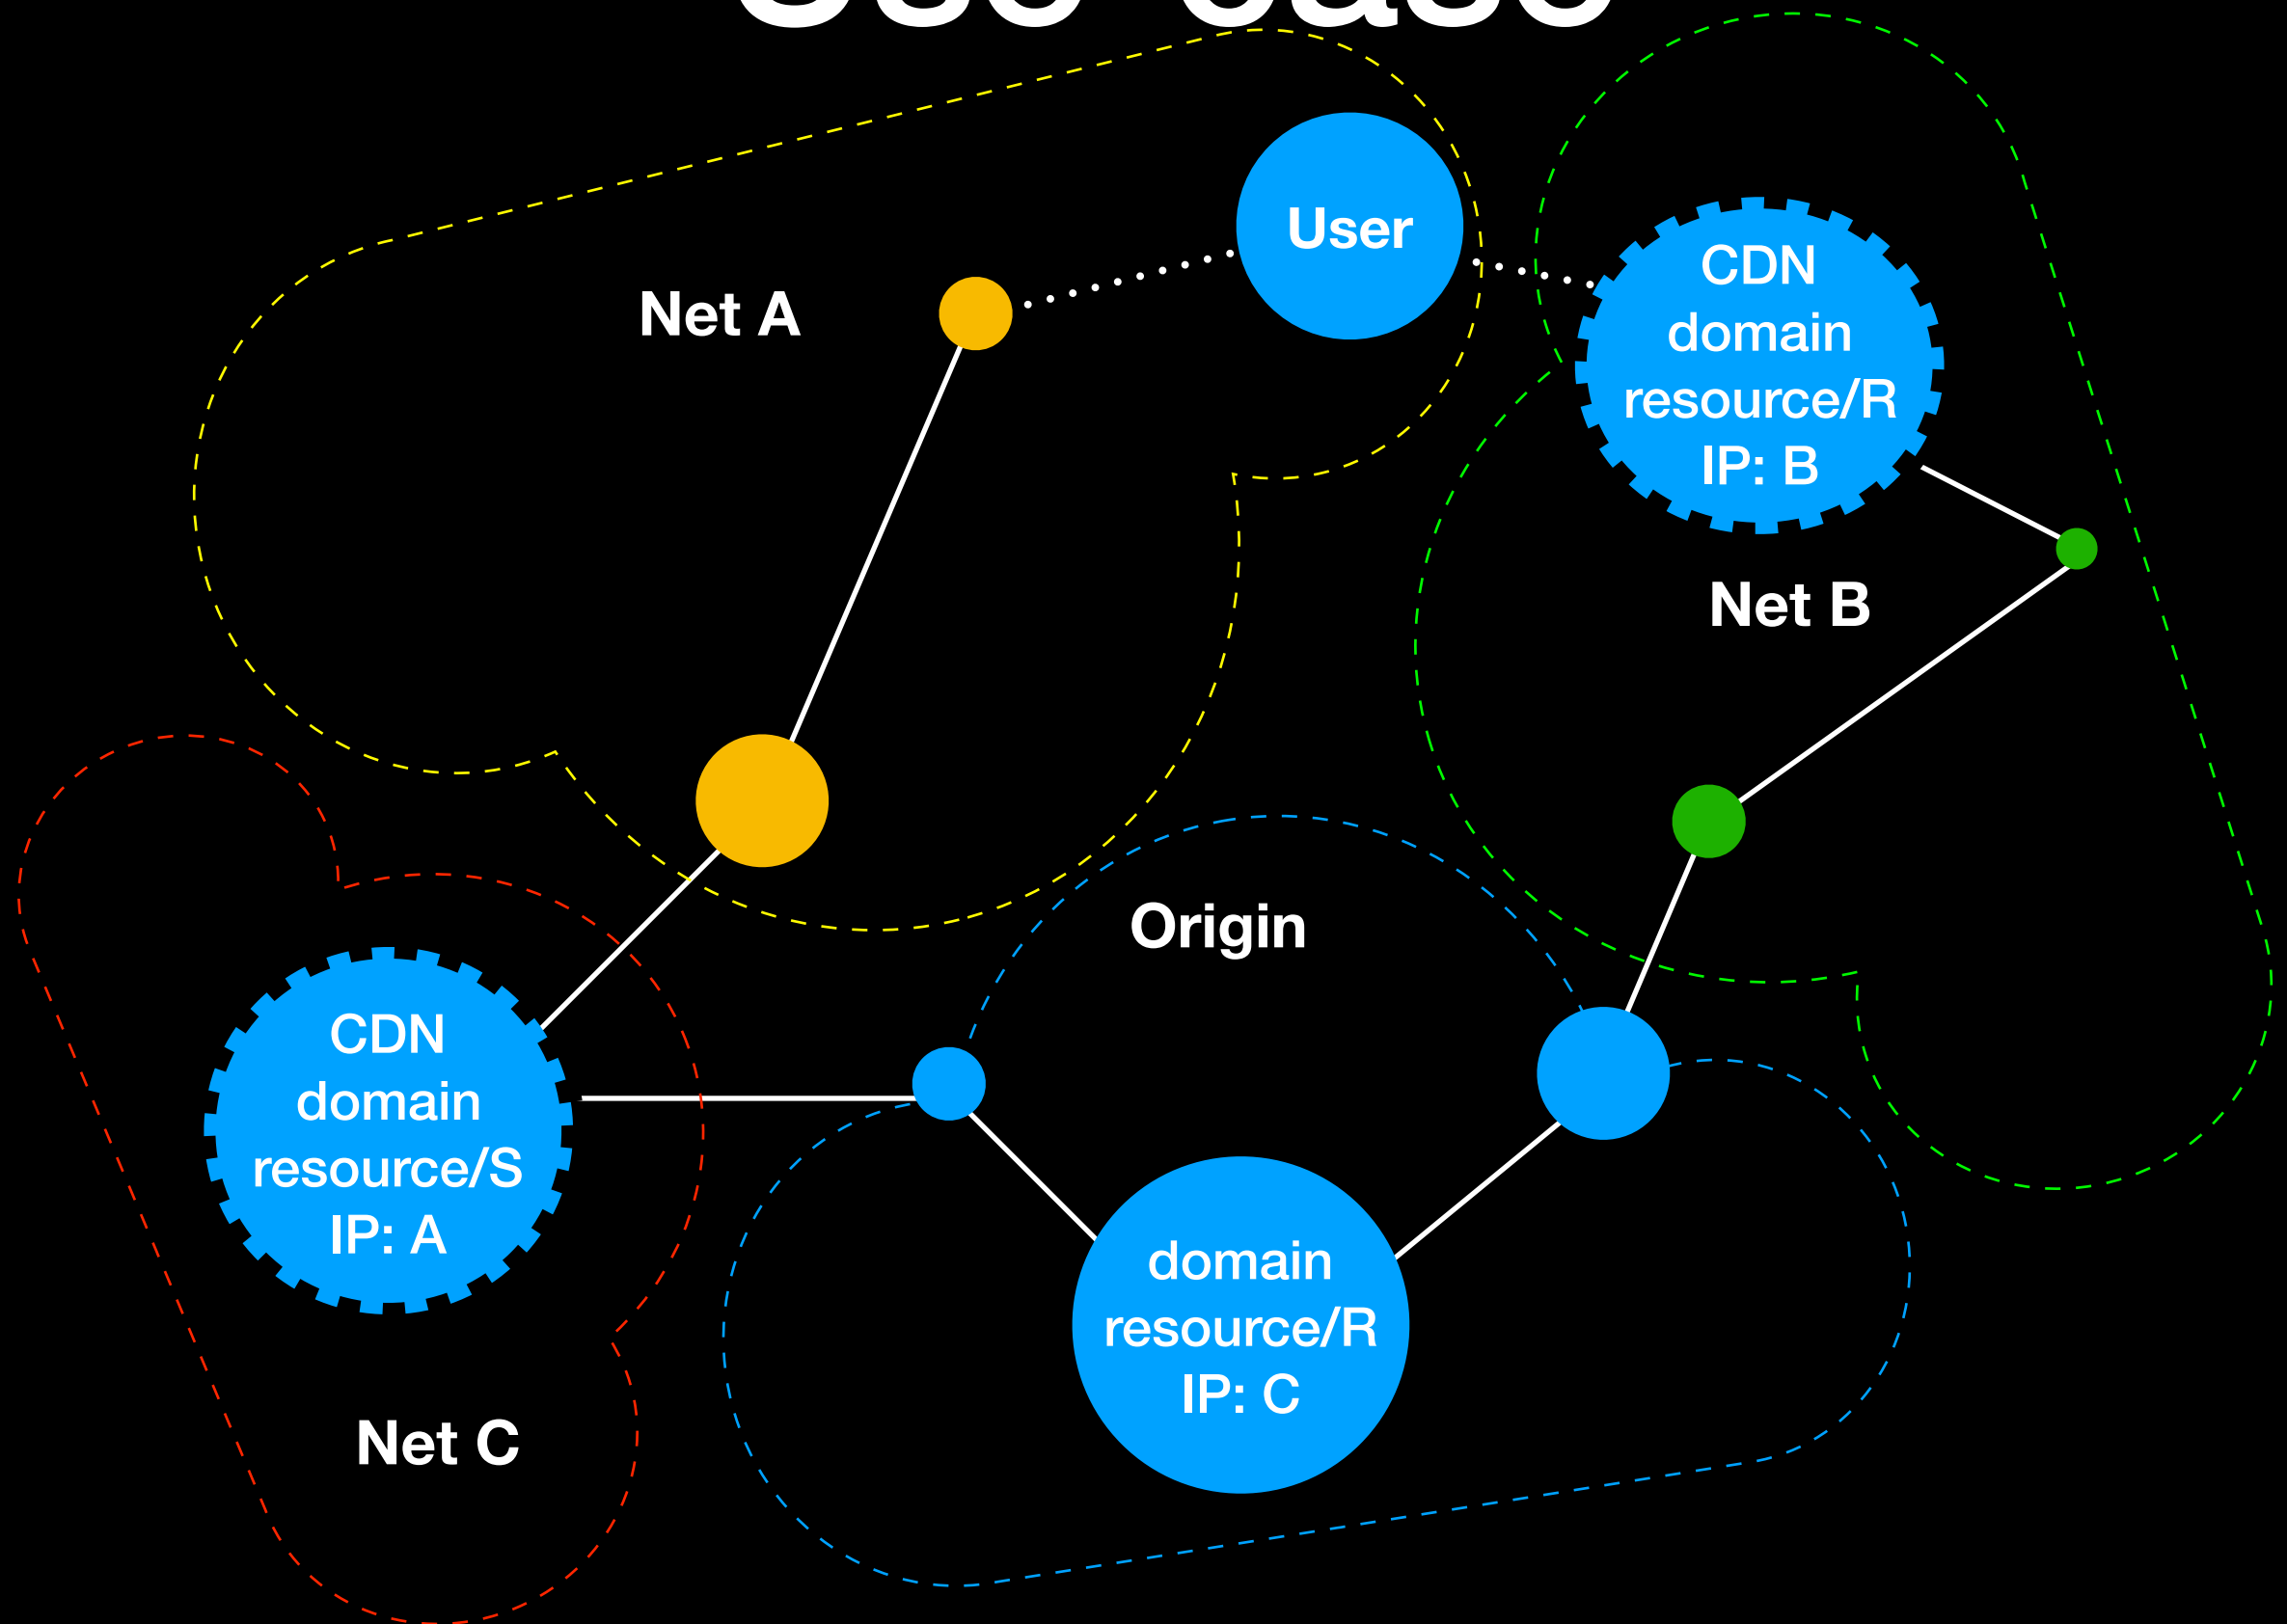 User
CDN
domain
resource/R
IP: B
Net A
Net B
Origin
CDN
domain
resource/S
IP: A
domain
resource/R
IP: C
Net C